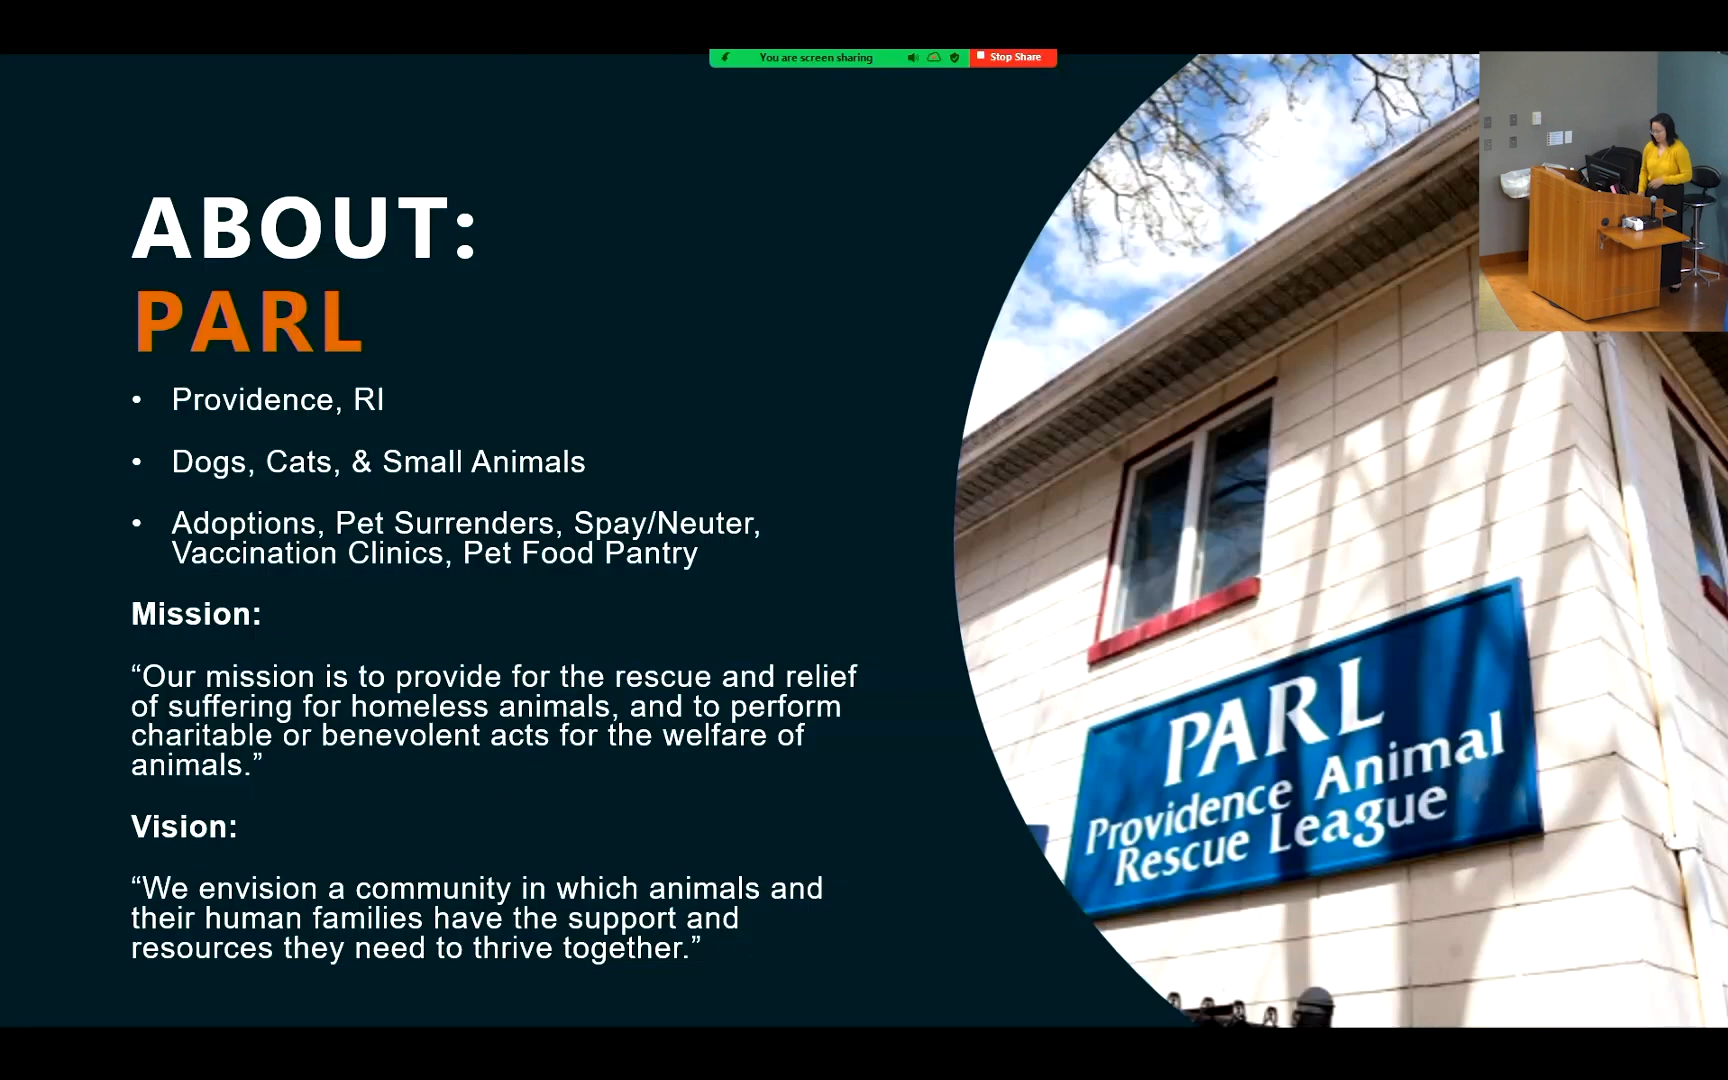 You are screen sharing
Stop Share
ABOUT:
PARL
• Providence, RI
• Dogs, Cats, & Small Animals
• Adoptions, Pet Surrenders, Spay/Neuter,
Vaccination Clinics, Pet Food Pantry
Mission:
“Our mission is to provide for the rescue and relief
of suffering for homeless animals, and to perform
charitable or benevolent acts for the welfare of
animals.”
Vision:
“We envision a community in which animals and
their human families have the support and
resources they need to thrive together.”
PARL
Providence Animal
Rescue League